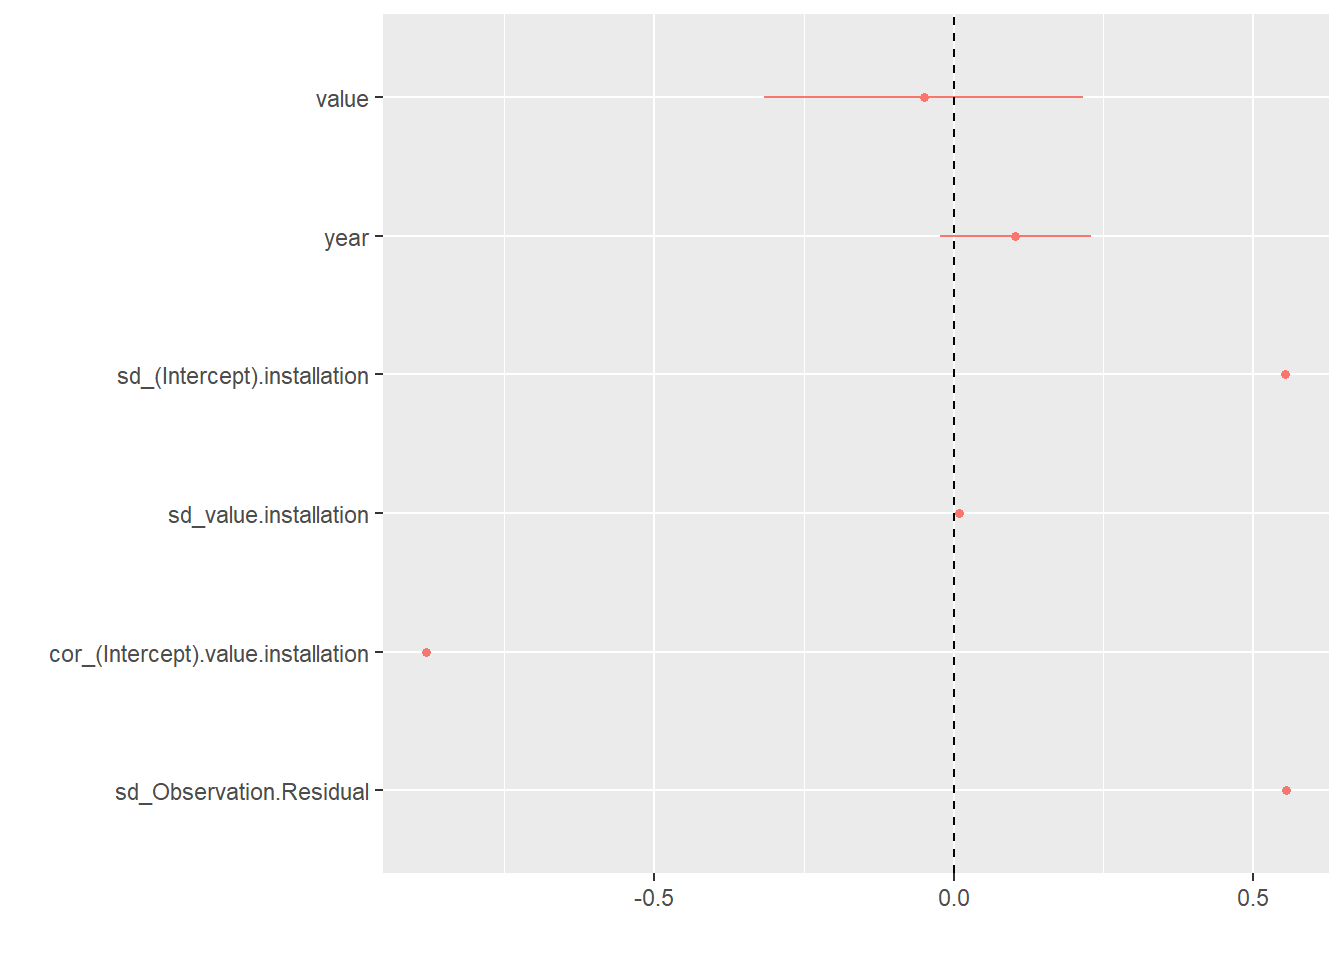 value
year
sd_(Intercept).installation
sd_value.installation
cor_(Intercept).value.installation
sd_Observation.Residual
-0.5 0.0 0.5